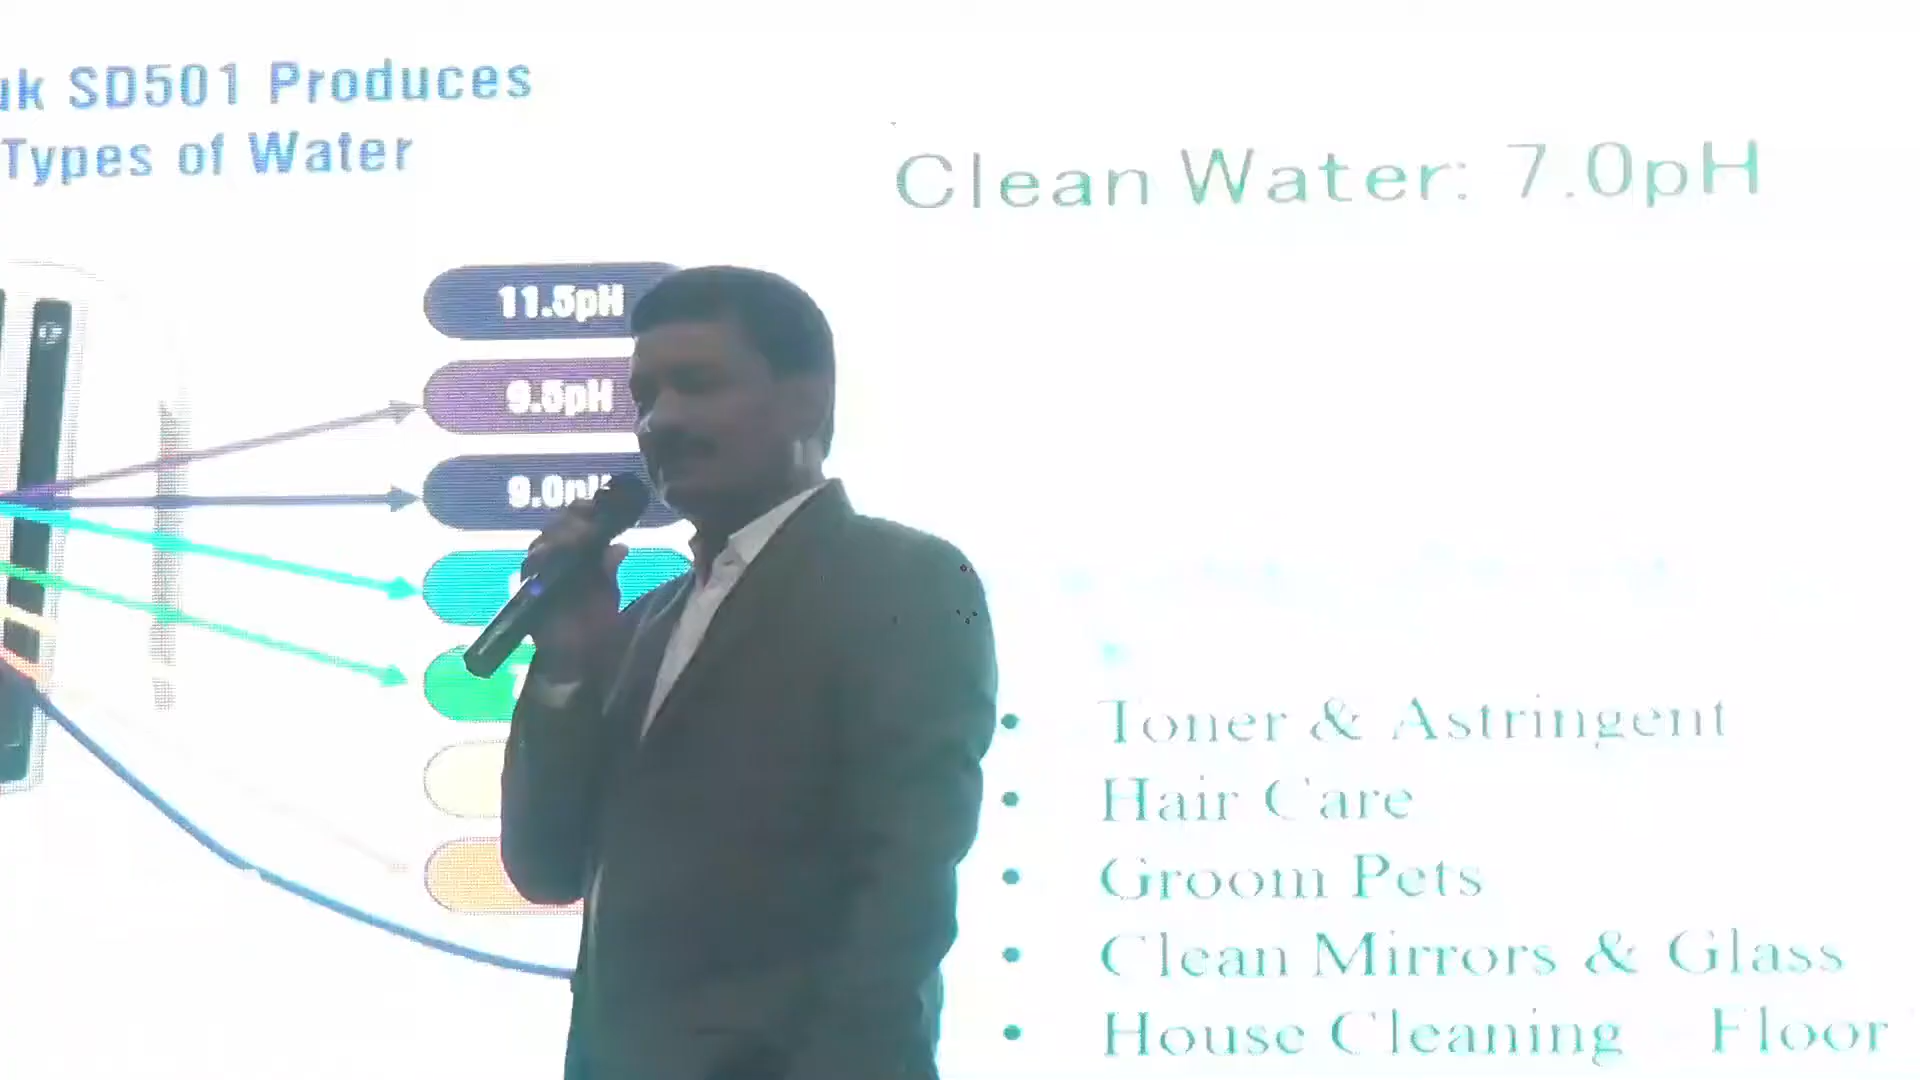 uk SD501 Produces
Types of Water
Clean Water: 7.0pH
11.5pH
9.5pH
9.0pH
• Toner & Astringent
• Hair Care
• Groom Pets
• Clean Mirrors & Glass
• House Cleaning Floor